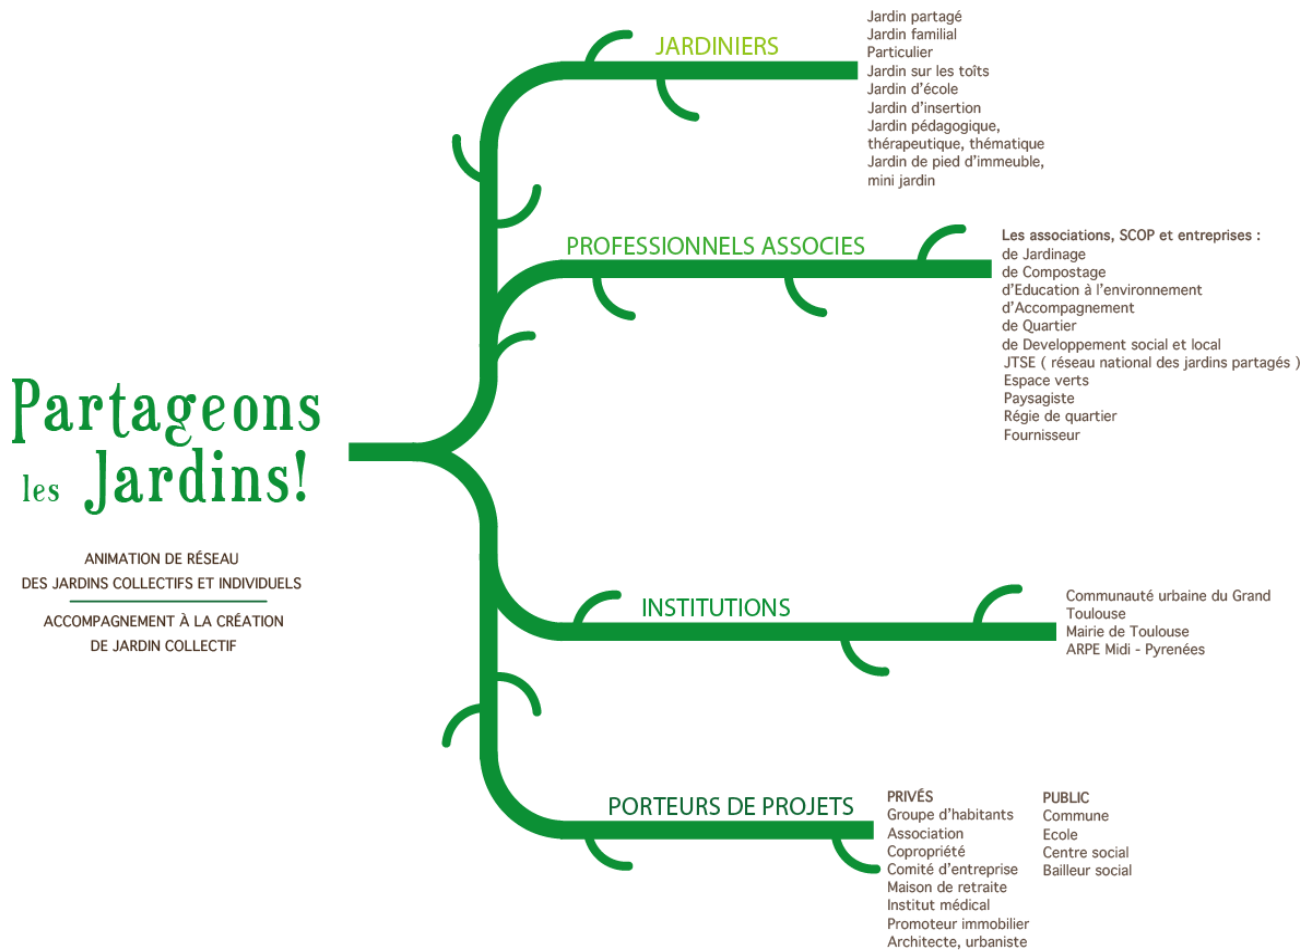 Partageons
les Jardins!
ANIMATION DE RÉSEAU
DES JARDINS COLLECTIFS ET INDIVIDUELS
ACCOMPAGNEMENT À LA CRÉATION
DE JARDIN COLLECTIF
JARDINIERS
Jardin partagé
Jardin familial
Particulier
Jardin sur les toîts
Jardin d'école
Jardin d'insertion
Jardin pédagogique,
thérapeutique, thématique
Jardin de pied d'immeuble,
mini jardin
PROFESSIONNELS ASSOCIES
Les associations, SCOP et entreprises :
de Jardinage
de Compostage
d'Education à l'environnement
d'Accompagnement
de Quartier
de Developpement social et local
JTSE ( réseau national des jardins partagés )
Espace verts
Paysagiste
Régie de quartier
Fournisseur
INSTITUTIONS
Communauté urbaine du Grand
Toulouse
Mairie de Toulouse
ARPE Midi - Pyrenées
PORTEURS DE PROJETS
PRIVÉS
Groupe d'habitants
Association
Copropriété
Comité d'entreprise
Maison de retraite
Institut médical
Promoteur immobilier
Architecte, urbaniste
PUBLIC
Commune
Ecole
Centre social
Bailleur social